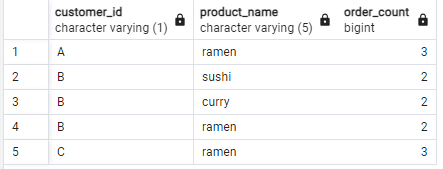 customer_id product_name order_count
character varying (1) character varying (5) bigint
1 A ramen 3
2 B sushi 2
3 B curry 2
4 B ramen 2
5 C ramen 3